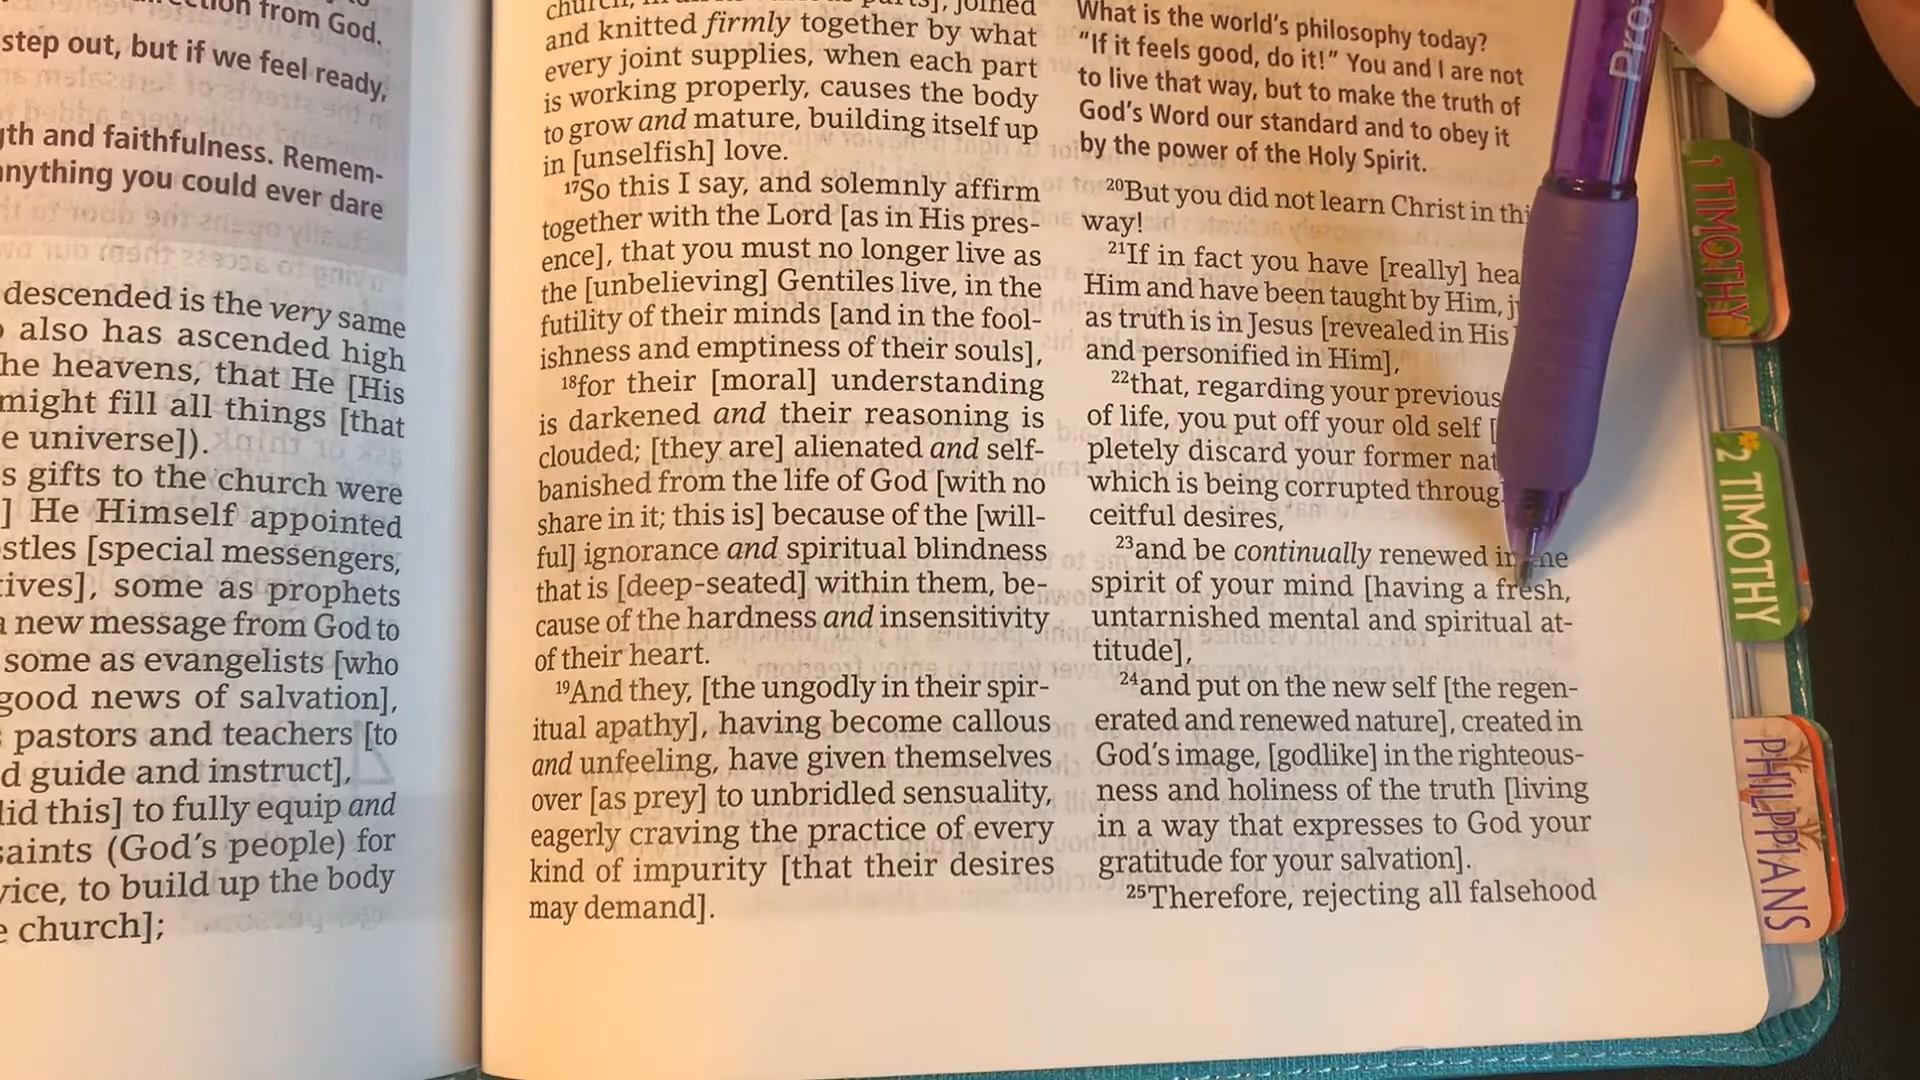 from God.
step out, but if we feel ready,
and faithfulness. Remem-
anything you could ever dare
descended is the very same
also has ascended high
he heavens, that He [His
might fill all things [that
e universe]).
s gifts to the church were
] He Himself appointed
stles [special messengers,
tives], some as prophets
a new message from God to
some as evangelists [who
good news of salvation],
pastors and teachers [to
d guide and instruct],
did this] to fully equip and
saints (God's people) for
vice, to build up the body
e church];
joined
and knitted firmly together by what
every joint supplies, when each part
is working properly, causes the body
to grow and mature, building itself up
in [unselfish] love.
17So this I say, and solemnly affirm
together with the Lord [as in His pres-
ence], that you must no longer live as
the [unbelieving] Gentiles live, in the
futility of their minds [and in the fool-
ishness and emptiness of their souls],
18for their [moral] understanding
is darkened and their reasoning is
clouded; [they are] alienated and self-
banished from the life of God [with no
share in it; this is] because of the [will-
ful] ignorance and spiritual blindness
that is [deep-seated] within them, be-
cause of the hardness and insensitivity
of their heart.
19And they, [the ungodly in their spir-
itual apathy], having become callous
and unfeeling, have given themselves
over [as prey] to unbridled sensuality,
eagerly craving the practice of every
kind of impurity [that their desires
may demand].
What is the world's philosophy today?
"If it feels good, do it!" You and I are not
to live that way, but to make the truth of
God's Word our standard and to obey it
by the power of the Holy Spirit.
20But you did not learn Christ in thi
way!
21If in fact you have [really] hea
Him and have been taught by Him, j
as truth is in Jesus [revealed in His
and personified in Him],
22that, regarding your previous
of life, you put off your old self [
pletely discard your former nat
which is being corrupted throug
ceitful desires,
23and be continually renewed in
spirit of your mind [having a fresh,
untarnished mental and spiritual at-
titude],
24and put on the new self [the regen-
erated and renewed nature], created in
God's image, [godlike] in the righteous-
ness and holiness of the truth [living
in a way that expresses to God your
gratitude for your salvation].
25Therefore, rejecting all falsehood
1 TIMOTHY
2 TIMOTHY
PHILIPPIANS